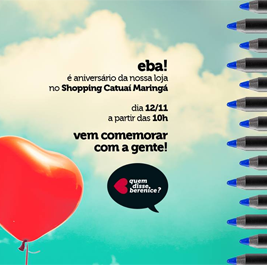 eba!
é aniversário da nossa loja
no Shopping Catuaí Maringá
dia 12/11
a partir das 10h
vem comemorar
com a gente!
quem
disse,
berenice?